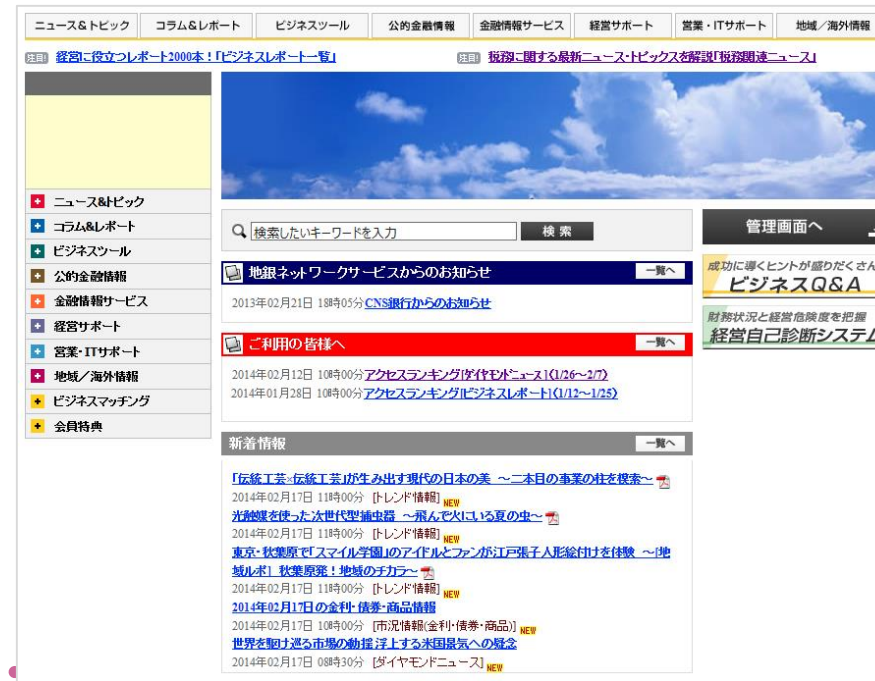 ニュース&トピック コラム&レポート ビジネスツール 公的金融情報 金融情報サービス 経営サポート 営業・ITサポート 地域／海外情報
注目! 経営に役立つレポート2000本!「ビジネスレポート一覧」 注目! 税務に関する最新ニュース・トピックスを解説「税務関連ニュース」
ニュース&トピック
コラム&レポート
ビジネスツール
公的金融情報
金融情報サービス
経営サポート
営業・ITサポート
地域／海外情報
ビジネスマッチング
会員特典
検索したいキーワードを入力 検索
地銀ネットワークサービスからのお知らせ 一覧へ
2013年02月21日 18時05分 CNS銀行からのお知らせ
ご利用の皆様へ 一覧へ
2014年02月12日 10時00分 アクセスランキング[ダイヤモンドニュース]（1/26～2/7）
2014年01月28日 10時00分 アクセスランキング[ビジネスレポート]（1/12～1/25）
新着情報 一覧へ
「伝統工芸×伝統工芸」が生み出す現代の日本の美 ～二本目の事業の柱を模索～
2014年02月17日 11時00分 [トレンド情報] NEW
光触媒を使った次世代型捕虫器 ～飛んで火にいる夏の虫～
2014年02月17日 11時00分 [トレンド情報] NEW
東京・秋葉原で「スマイル学園」のアイドルとファンが江戸張子人形絵付けを体験 ～[地
域ルポ] 秋葉原発!地域のチカラ～
2014年02月17日 11時00分 [トレンド情報] NEW
2014年02月17日の金利・債券・商品情報
2014年02月17日 10時00分 [市況情報(金利・債券・商品)] NEW
世界を駆け巡る市場の動揺 浮上する米国景気への疑念
2014年02月17日 08時30分 [ダイヤモンドニュース] NEW
管理画面へ
成功に導くヒントが盛りだくさん
ビジネスQ&A
財務状況と経営危険度を把握
経営自己診断システム